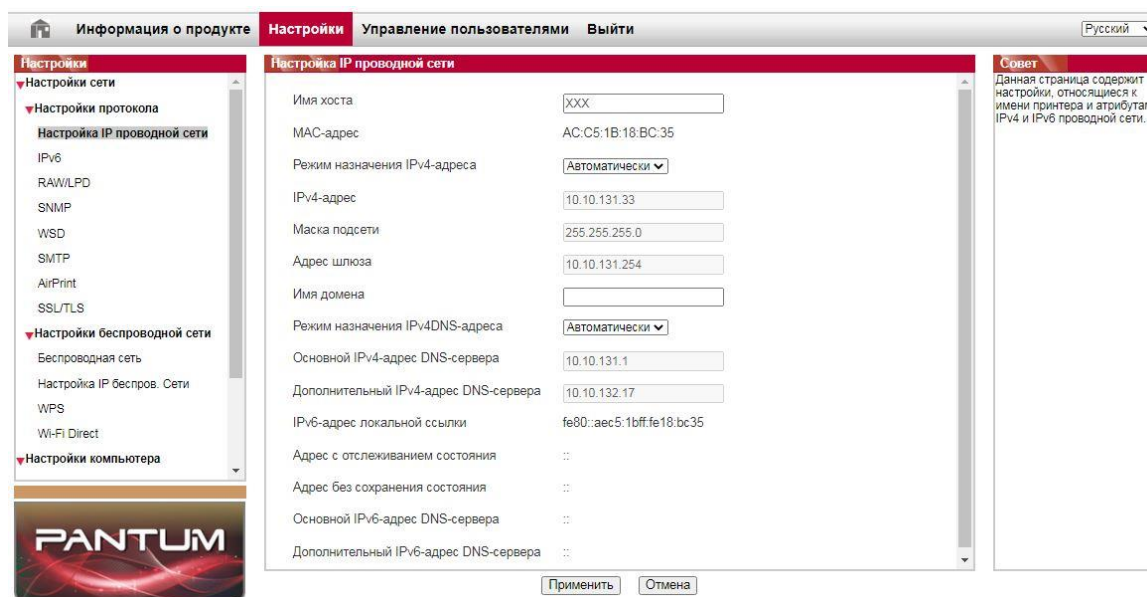 Информация о продукте Настройки Управление пользователями Выйти Русский
Настройки
Настройки сети
Настройки протокола
Настройка IP проводной сети
IPv6
RAW/LPD
SNMP
WSD
SMTP
AirPrint
SSL/TLS
Настройки беспроводной сети
Беспроводная сеть
Настройка IP беспров. Сети
WPS
Wi-Fi Direct
Настройки компьютера
PANTUM
Настройка IP проводной сети
Имя хоста XXX
MAC-адрес AC:C5:1B:18:BC:35
Режим назначения IPv4-адреса Автоматически
IPv4-адрес 10.10.131.33
Маска подсети 255.255.255.0
Адрес шлюза 10.10.131.254
Имя домена
Режим назначения IPv4DNS-адреса Автоматически
Основной IPv4-адрес DNS-сервера 10.10.131.1
Дополнительный IPv4-адрес DNS-сервера 10.10.132.17
IPv6-адрес локальной ссылки fe80::aec5:1bff:fe18:bc35
Адрес с отслеживанием состояния ::
Адрес без сохранения состояния ::
Основной IPv6-адрес DNS-сервера ::
Дополнительный IPv6-адрес DNS-сервера ::
Применить Отмена
Совет
Данная страница содержит
настройки, относящиеся к
имени принтера и атрибутам
IPv4 и IPv6 проводной сети.